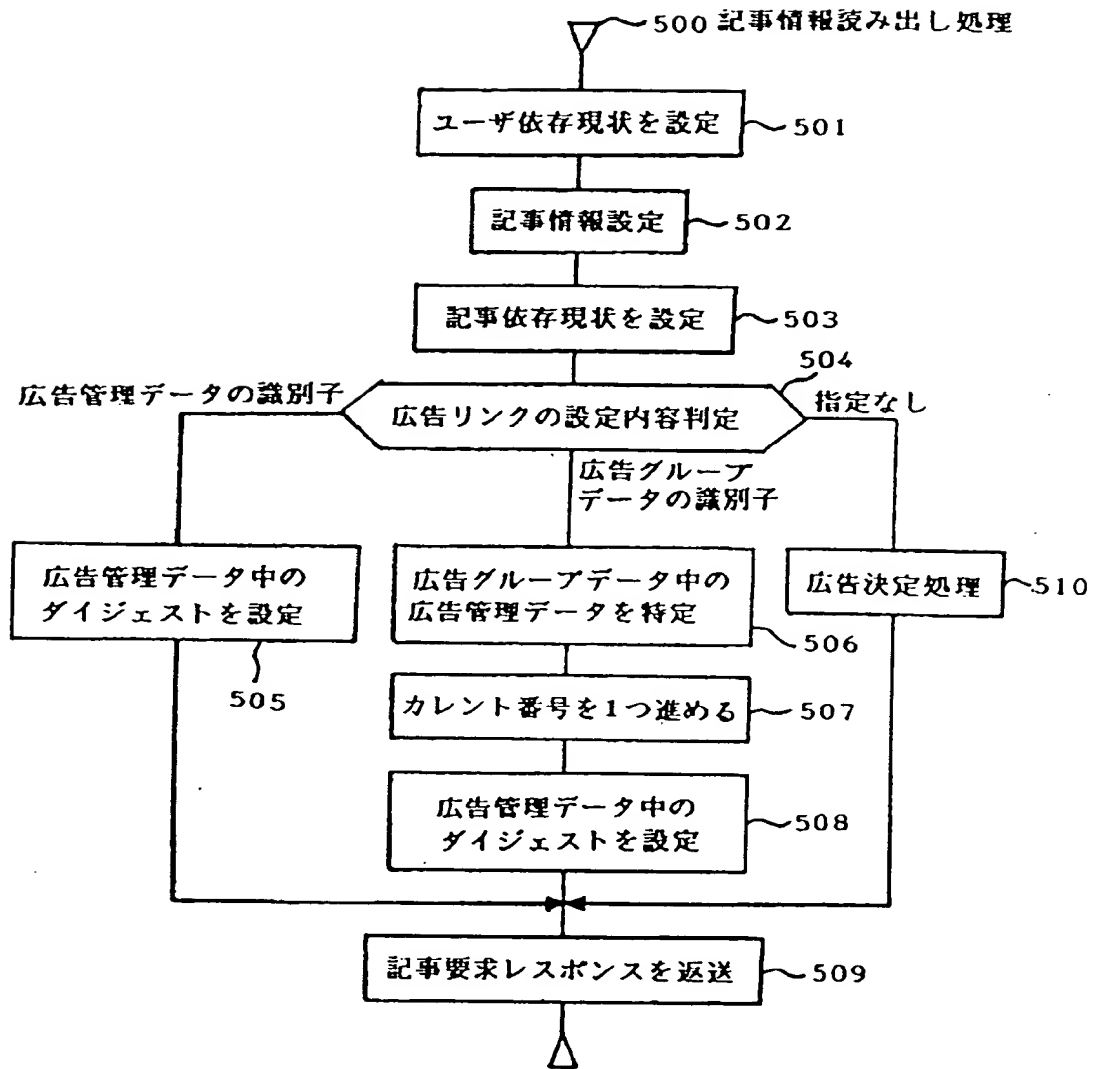 500 記事情報読み出し処理
ユーザ依存現状を設定
501
記事情報設定
502
記事依存現状を設定
503
504
広告管理データの識別子
広告リンクの設定内容判定
指定なし
広告グループ
データの識別子
広告管理データ中の
ダイジェストを設定
505
広告グループデータ中の
広告管理データを特定
506
広告決定処理
510
カレント番号を1つ進める
507
広告管理データ中の
ダイジェストを設定
508
記事要求レスポンスを返送
509